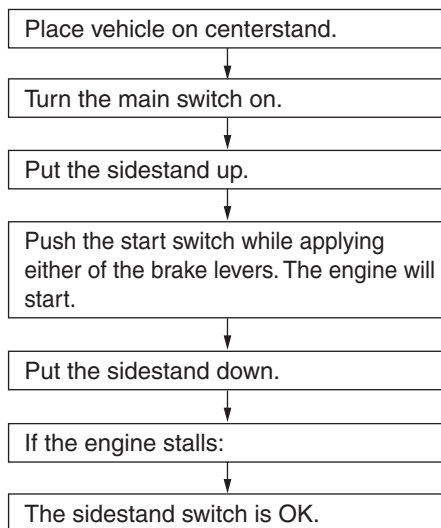 Place vehicle on centerstand.
Turn the main switch on.
Put the sidestand up.
Push the start switch while applying
either of the brake levers. The engine will
start.
Put the sidestand down.
If the engine stalls:
The sidestand switch is OK.